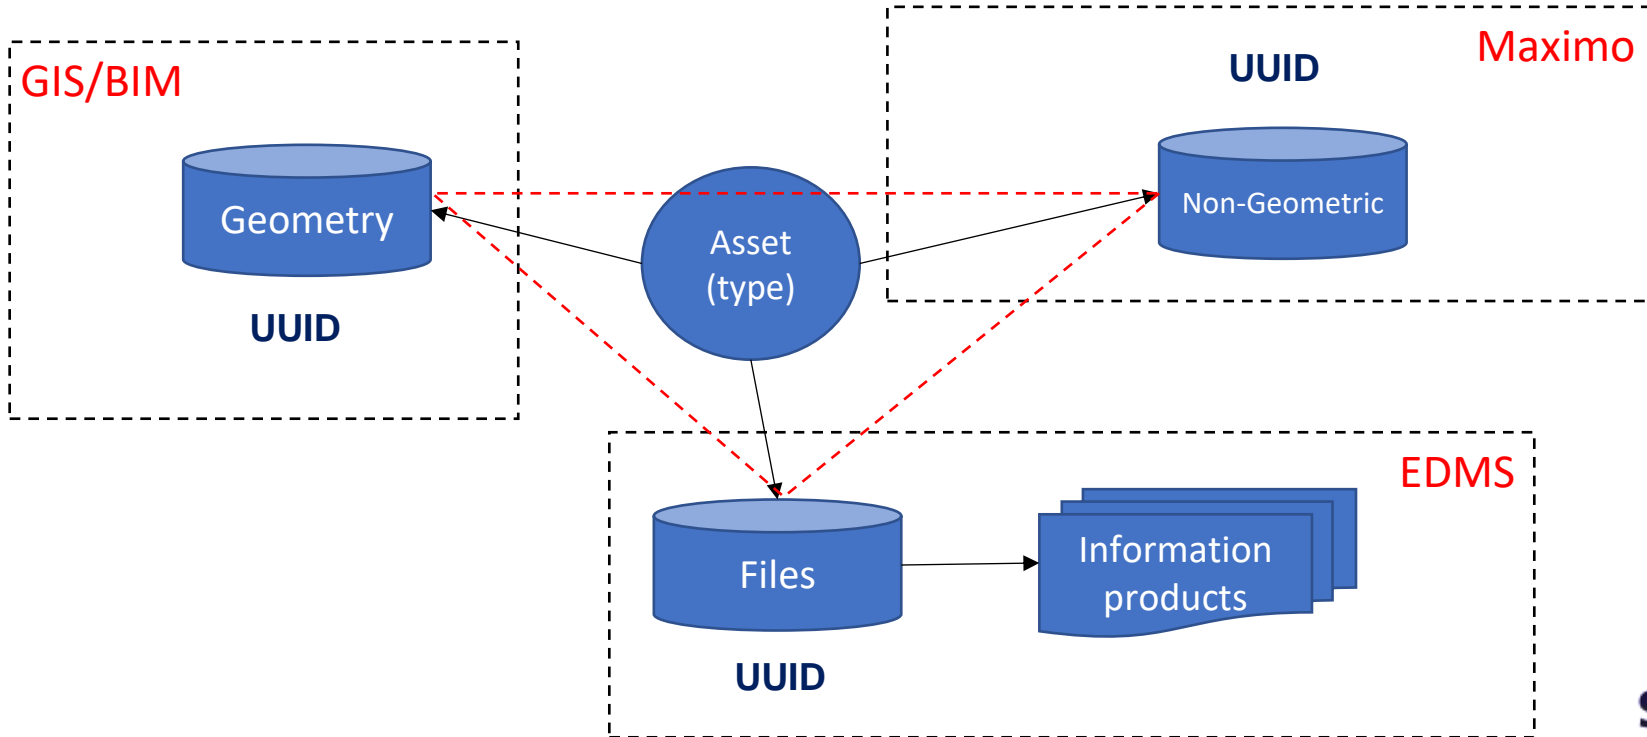 GIS/BIM
Maximo
UUID
Geometry
Non-Geometric
Asset
(type)
UUID
EDMS
Files
Information
products
UUID